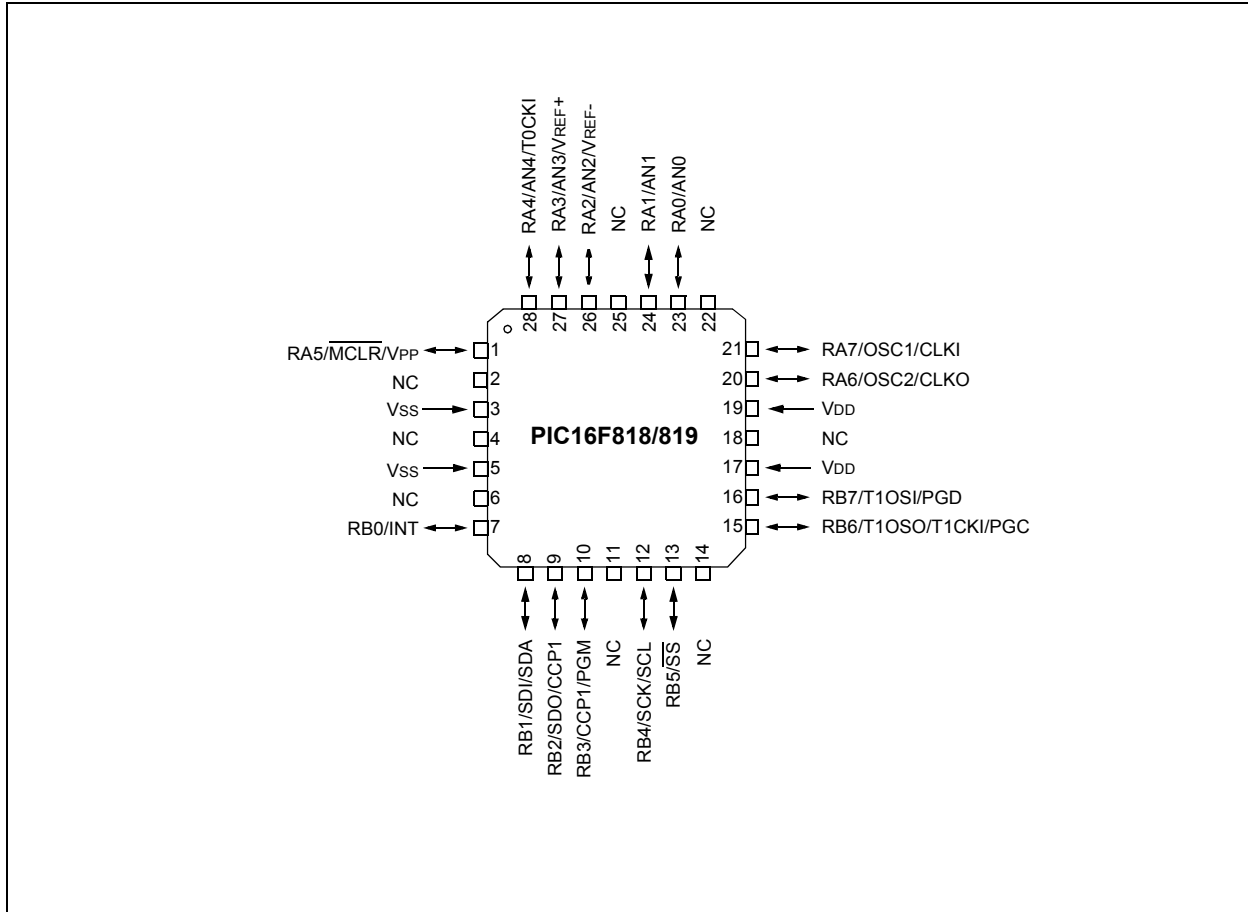 RA4/AN4/T0CKI
RA3/AN3/VREF+
RA2/AN2/VREF-
NC
RA1/AN1
RA0/AN0
NC
28
27
26
25
24
23
22
RA5/MCLR/VPP 1
NC 2
VSS 3
NC 4
VSS 5
NC 6
RB0/INT 7
PIC16F818/819
21 RA7/OSC1/CLKI
20 RA6/OSC2/CLKO
19 VDD
18 NC
17 VDD
16 RB7/T1OSI/PGD
15 RB6/T1OSO/T1CKI/PGC
8
9
10
11
12
13
14
RB1/SDI/SDA
RB2/SDO/CCP1
RB3/CCP1/PGM
NC
RB4/SCK/SCL
RB5/SS
NC